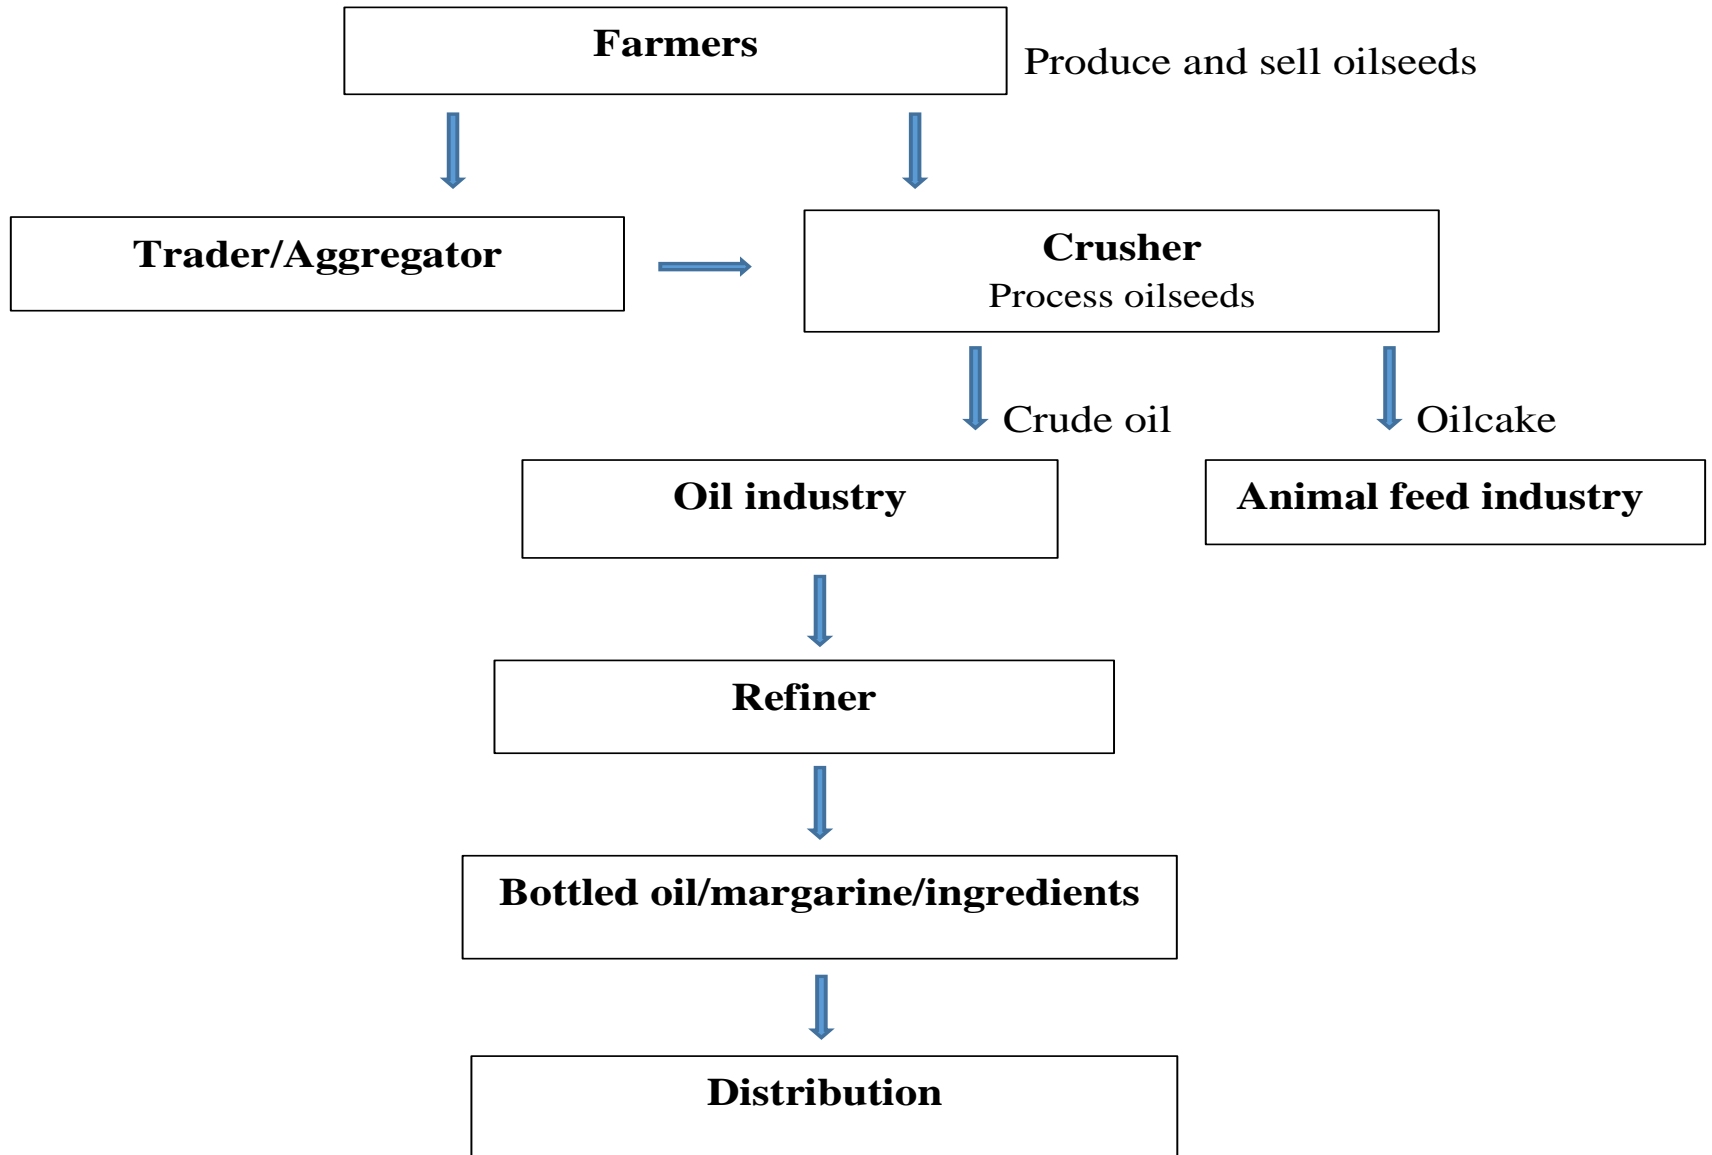 Farmers
Produce and sell oilseeds
Trader/Aggregator
Crusher
Process oilseeds
Crude oil
Oilcake
Oil industry
Animal feed industry
Refiner
Bottled oil/margarine/ingredients
Distribution